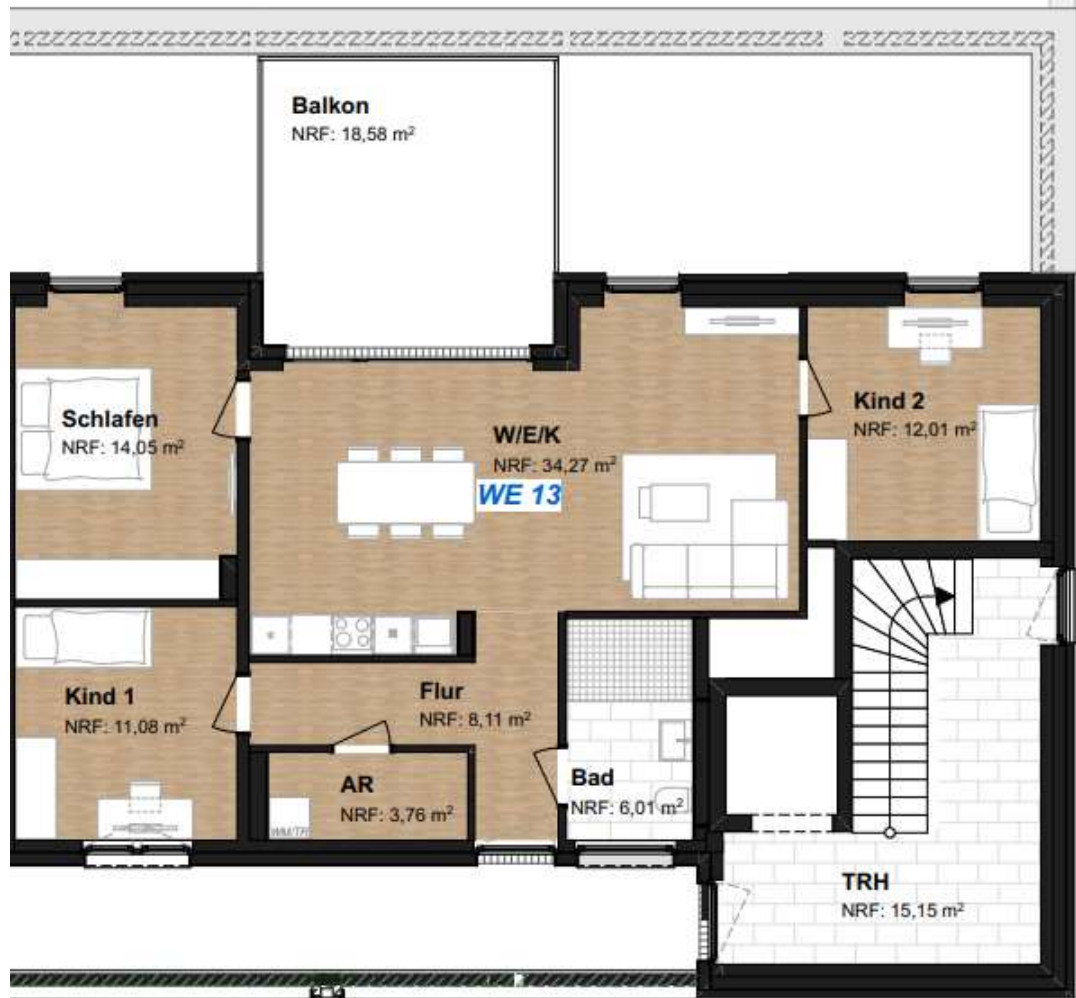 Balkon
NRF: 18,58 m²
Schlafen
NRF: 14,05 m²
W/E/K
NRF: 34,27 m²
WE 13
Kind 2
NRF: 12,01 m²
Kind 1
NRF: 11,08 m²
Flur
NRF: 8,11 m²
AR
NRF: 3,76 m²
WM/TR
Bad
NRF: 6,01 m²
TRH
NRF: 15,15 m²